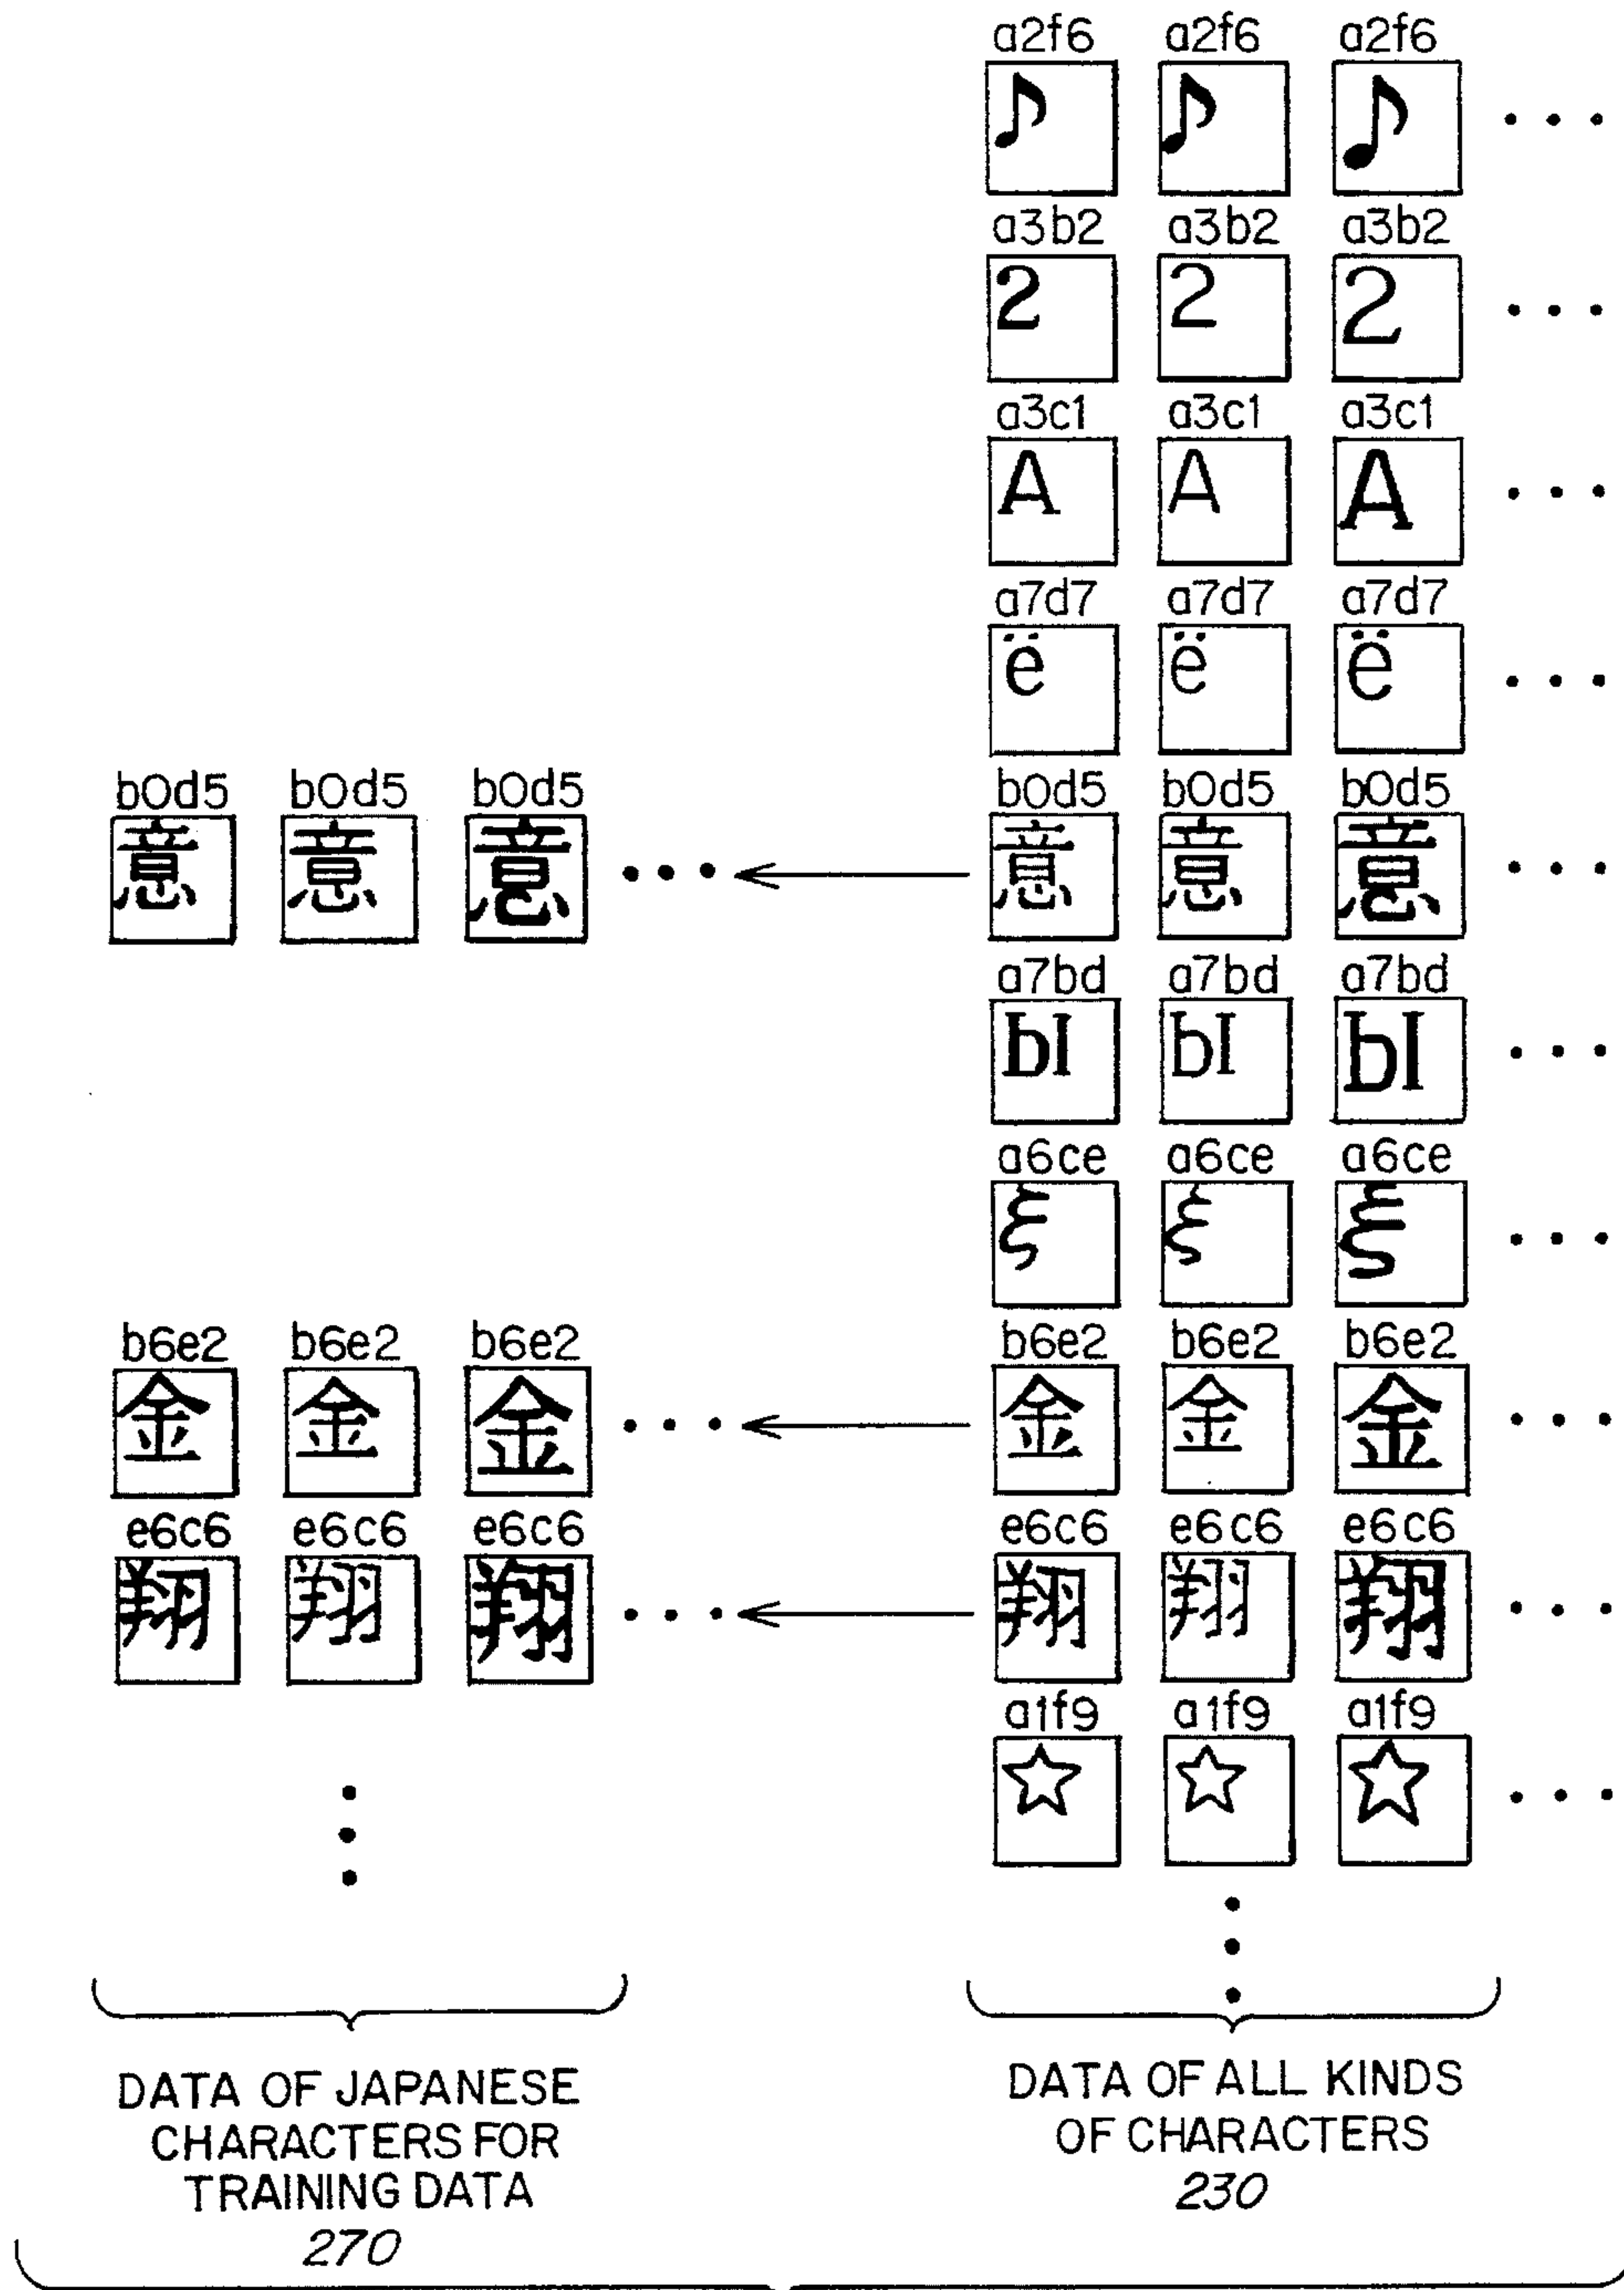 a2f6 a2f6 a2f6
♪ ♪ ♪ ...
a3b2 a3b2 a3b2
2 2 2 ...
a3c1 a3c1 a3c1
A A A ...
a7d7 a7d7 a7d7
ё ё ё ...
b0d5 b0d5 b0d5 b0d5 b0d5 b0d5
意 意 意 ... 意 意 意 ...
a7bd a7bd a7bd
ы ы ы ...
a6ce a6ce a6ce
ξ ξ ξ ...
b6e2 b6e2 b6e2 b6e2 b6e2 b6e2
金 金 金 ... 金 金 金 ...
e6c6 e6c6 e6c6 e6c6 e6c6 e6c6
翔 翔 翔 ... 翔 翔 翔 ...
a1f9 a1f9 a1f9
☆ ☆ ☆ ...
DATA OF JAPANESE
CHARACTERS FOR
TRAINING DATA
270
DATA OF ALL KINDS
OF CHARACTERS
230